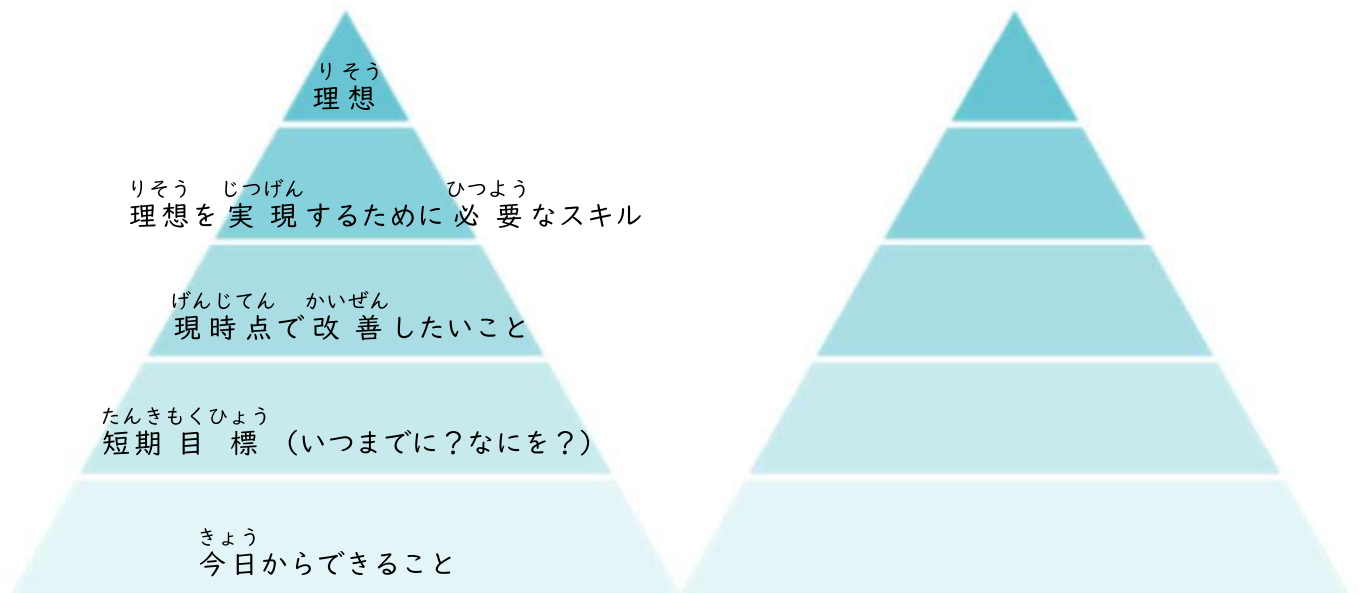 りそう
理想
りそう じつげん ひつよう
理想を実現するために必要なスキル
げんじてん かいぜん
現時点で改善したいこと
たんきもくひょう
短期目標（いつまでに？なにを？）
きょう
今日からできること